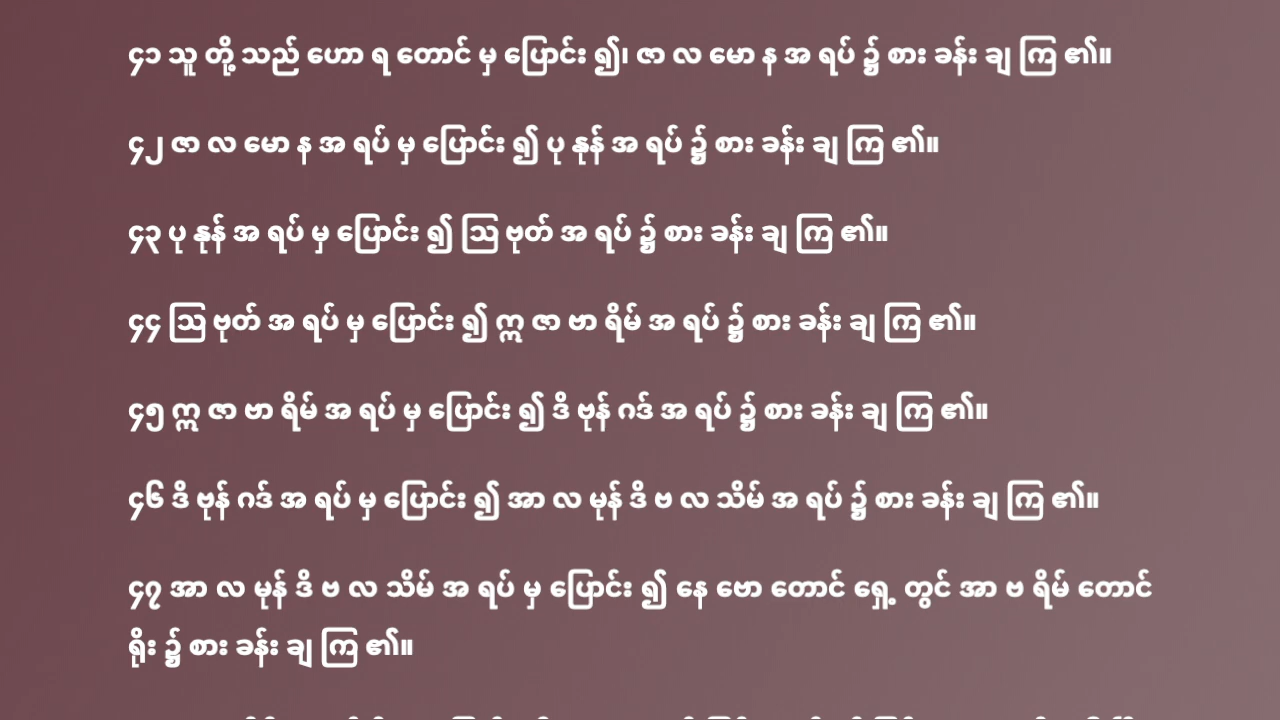 ၄၁ သူ တို့ သည် ဟော ရ တောင် မှ ပြောင်း ၍၊ ဇာ လ မော န အ ရပ် ၌ စား ခန်း ချ ကြ ၏။
၄၂ ဇာ လ မော န အ ရပ် မှ ပြောင်း ၍ ပု နုန် အ ရပ် ၌ စား ခန်း ချ ကြ ၏။
၄၃ ပု နုန် အ ရပ် မှ ပြောင်း ၍ ဩ ဗုတ် အ ရပ် ၌ စား ခန်း ချ ကြ ၏။
၄၄ ဩ ဗုတ် အ ရပ် မှ ပြောင်း ၍ ဣ ဇာ ဗာ ရိမ် အ ရပ် ၌ စား ခန်း ချ ကြ ၏။
၄၅ ဣ ဇာ ဗာ ရိမ် အ ရပ် မှ ပြောင်း ၍ ဒိ ဗုန် ဂဒ် အ ရပ် ၌ စား ခန်း ချ ကြ ၏။
၄၆ ဒိ ဗုန် ဂဒ် အ ရပ် မှ ပြောင်း ၍ အာ လ မုန် ဒိ ဗ လ သိမ် အ ရပ် ၌ စား ခန်း ချ ကြ ၏။
၄၇ အာ လ မုန် ဒိ ဗ လ သိမ် အ ရပ် မှ ပြောင်း ၍ နေ ဗော တောင် ရှေ့ တွင် အာ ဗ ရိမ် တောင်
ရိုး ၌ စား ခန်း ချ ကြ ၏။